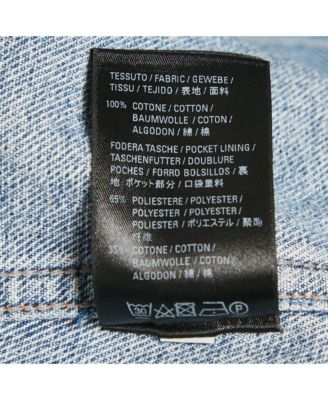 TESSUTO / FABRIC / GEWEBE /
TISSU / TEJIDO / 表地 / 面料
100% COTONE / COTTON /
BAUMWOLLE / COTON /
ALGODON / 綿 / 棉
FODERA TASCHE / POCKET LINING /
TASCHENFUTTER / DOUBLURE
POCHES / FORRO BOLSILLOS / 裏
地：ポケット部分 / 口袋里料
65% POLIESTERE / POLYESTER /
POLYESTER / POLYESTER /
POLIESTER / ポリエステル / 聚酯
纤维
35% COTONE / COTTON /
BAUMWOLLE / COTON /
ALGODON / 綿 / 棉
30 P